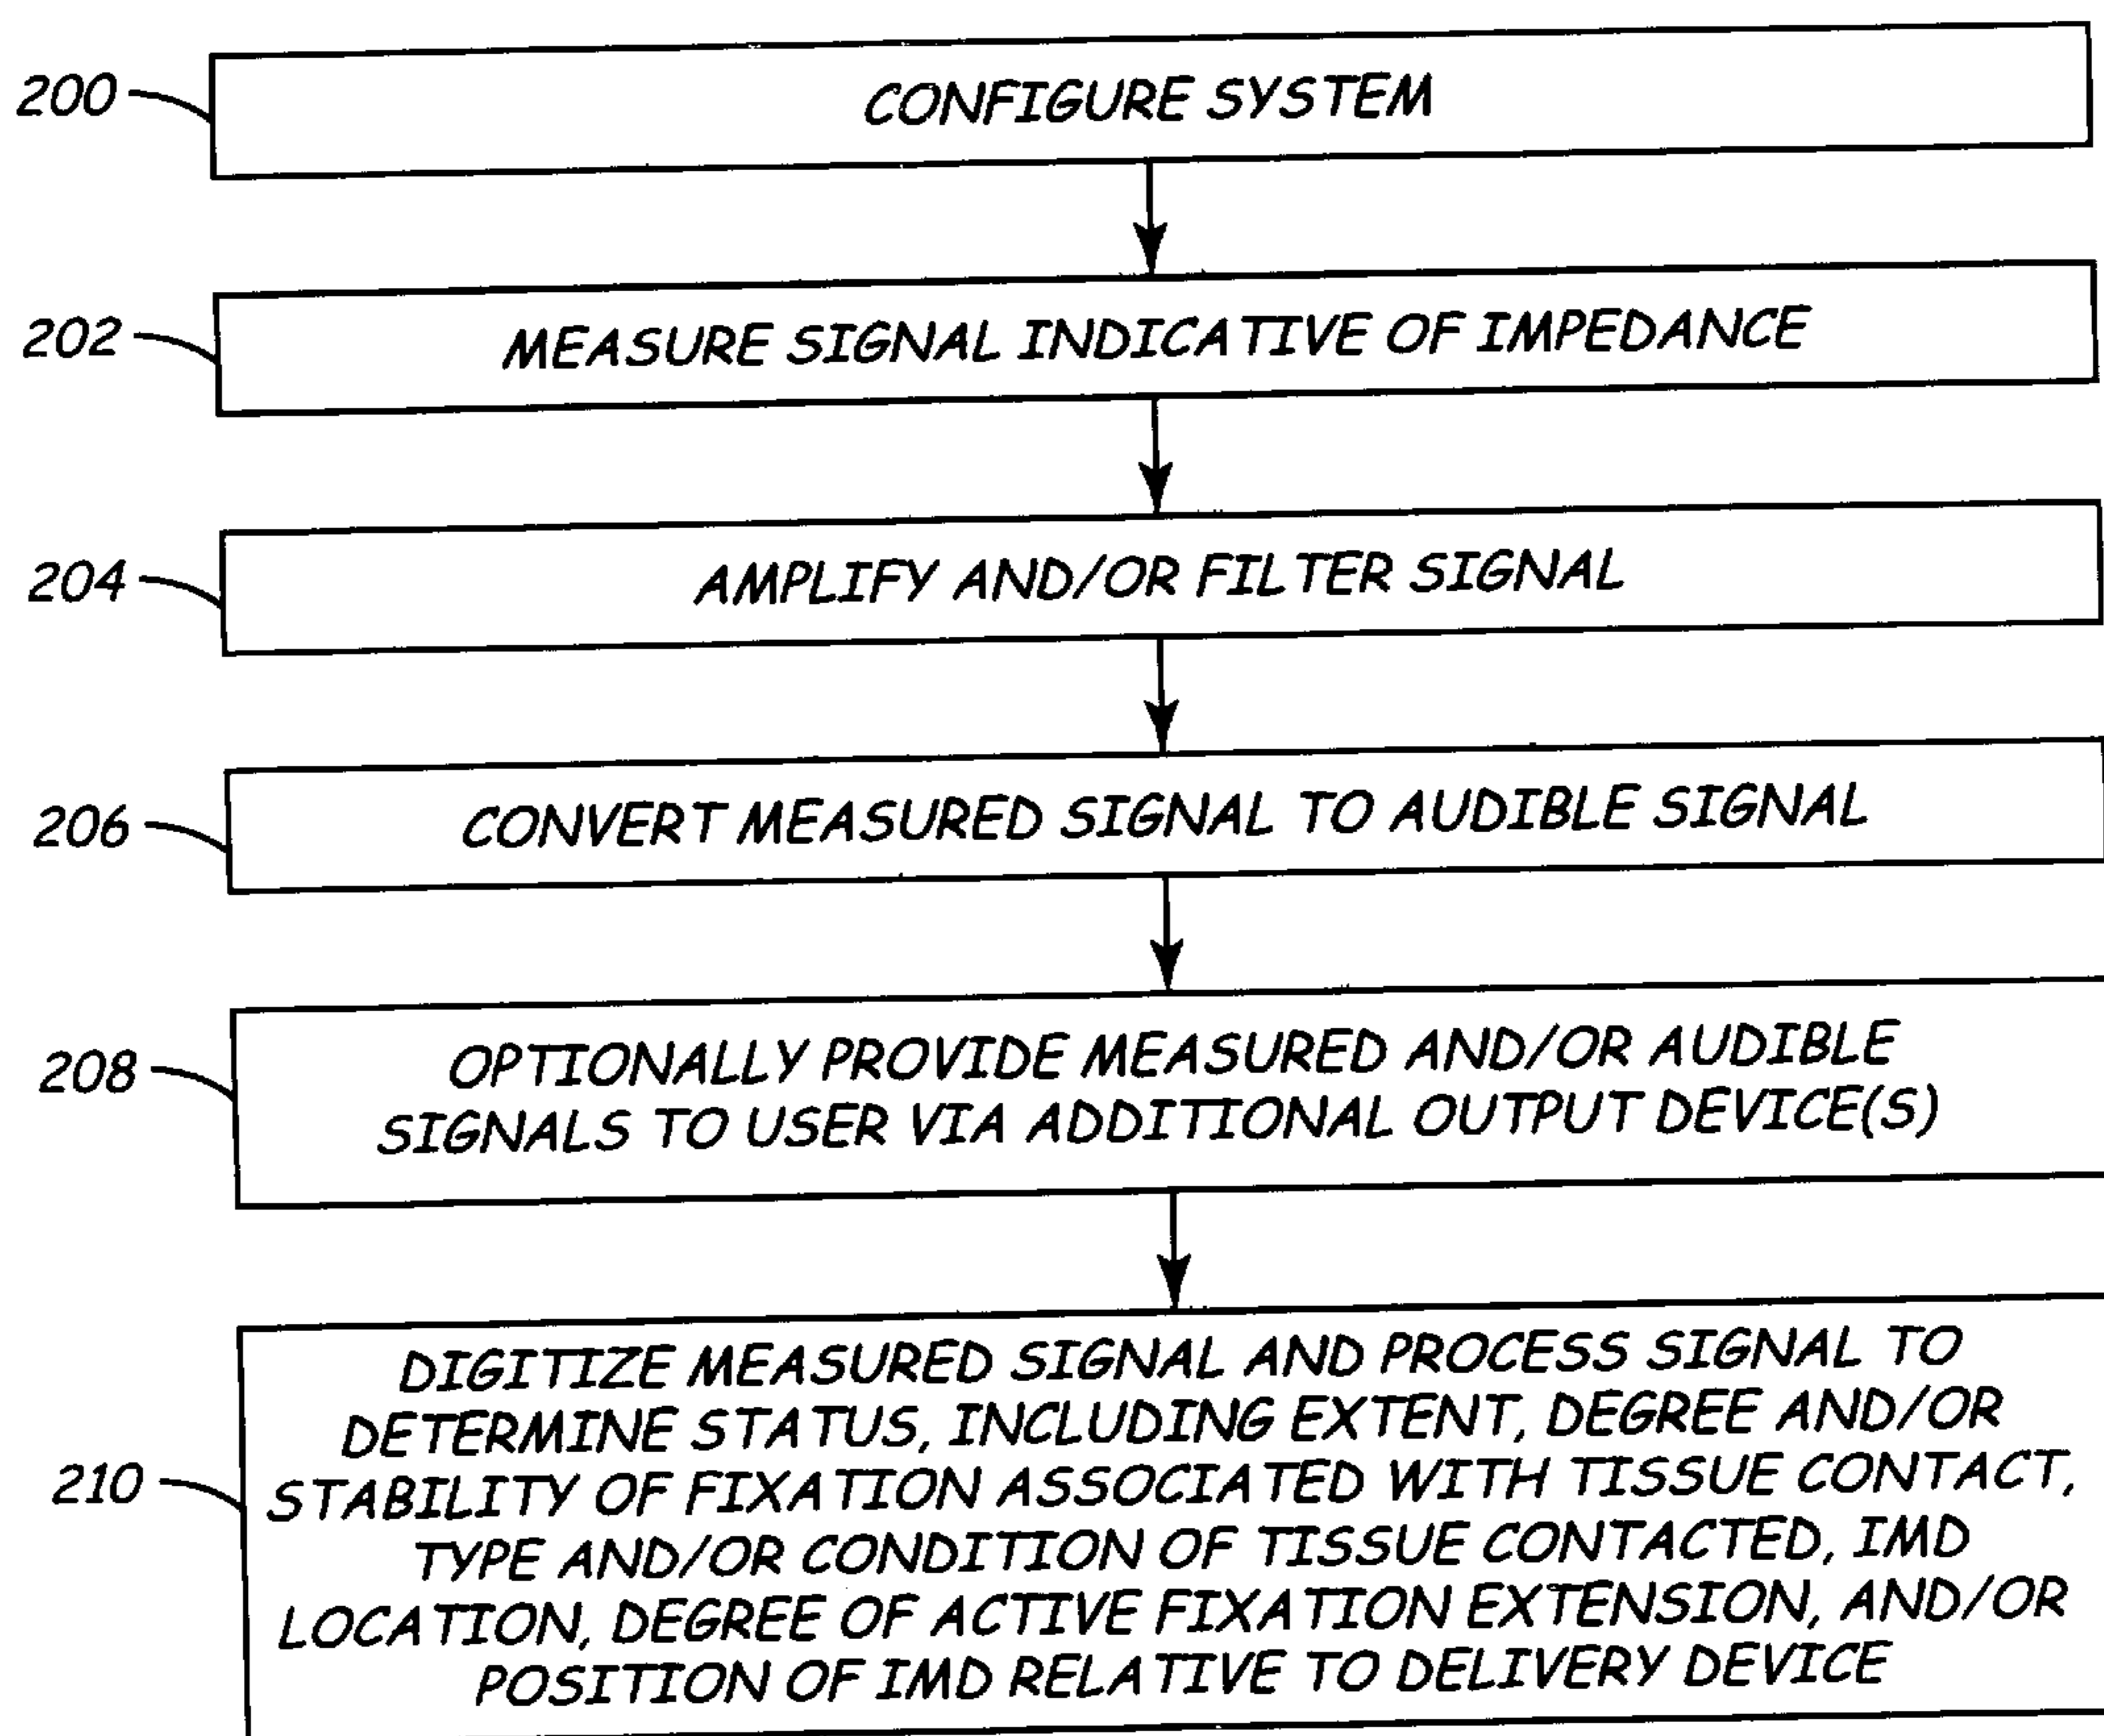 200
CONFIGURE SYSTEM
202
MEASURE SIGNAL INDICATIVE OF IMPEDANCE
204
AMPLIFY AND/OR FILTER SIGNAL
206
CONVERT MEASURED SIGNAL TO AUDIBLE SIGNAL
208
OPTIONALLY PROVIDE MEASURED AND/OR AUDIBLE
SIGNALS TO USER VIA ADDITIONAL OUTPUT DEVICE(S)
210
DIGITIZE MEASURED SIGNAL AND PROCESS SIGNAL TO
DETERMINE STATUS, INCLUDING EXTENT, DEGREE AND/OR
STABILITY OF FIXATION ASSOCIATED WITH TISSUE CONTACT,
TYPE AND/OR CONDITION OF TISSUE CONTACTED, IMD
LOCATION, DEGREE OF ACTIVE FIXATION EXTENSION, AND/OR
POSITION OF IMD RELATIVE TO DELIVERY DEVICE